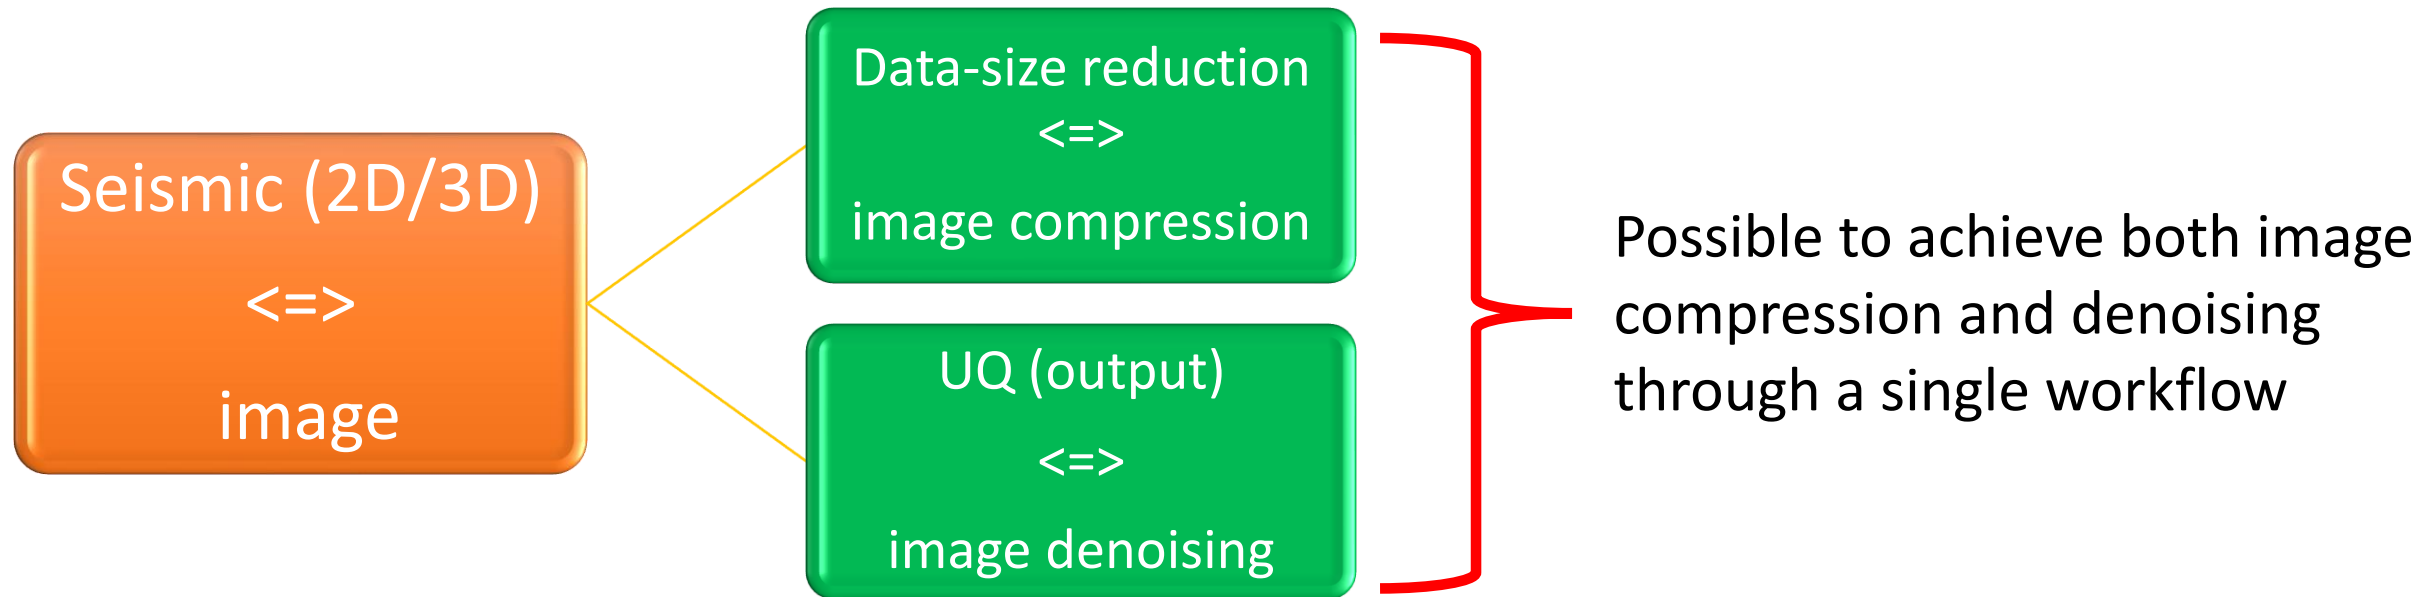 Seismic (2D/3D)
<=>
image
Data-size reduction
<=>
image compression
UQ (output)
<=>
image denoising
Possible to achieve both image
compression and denoising
through a single workflow